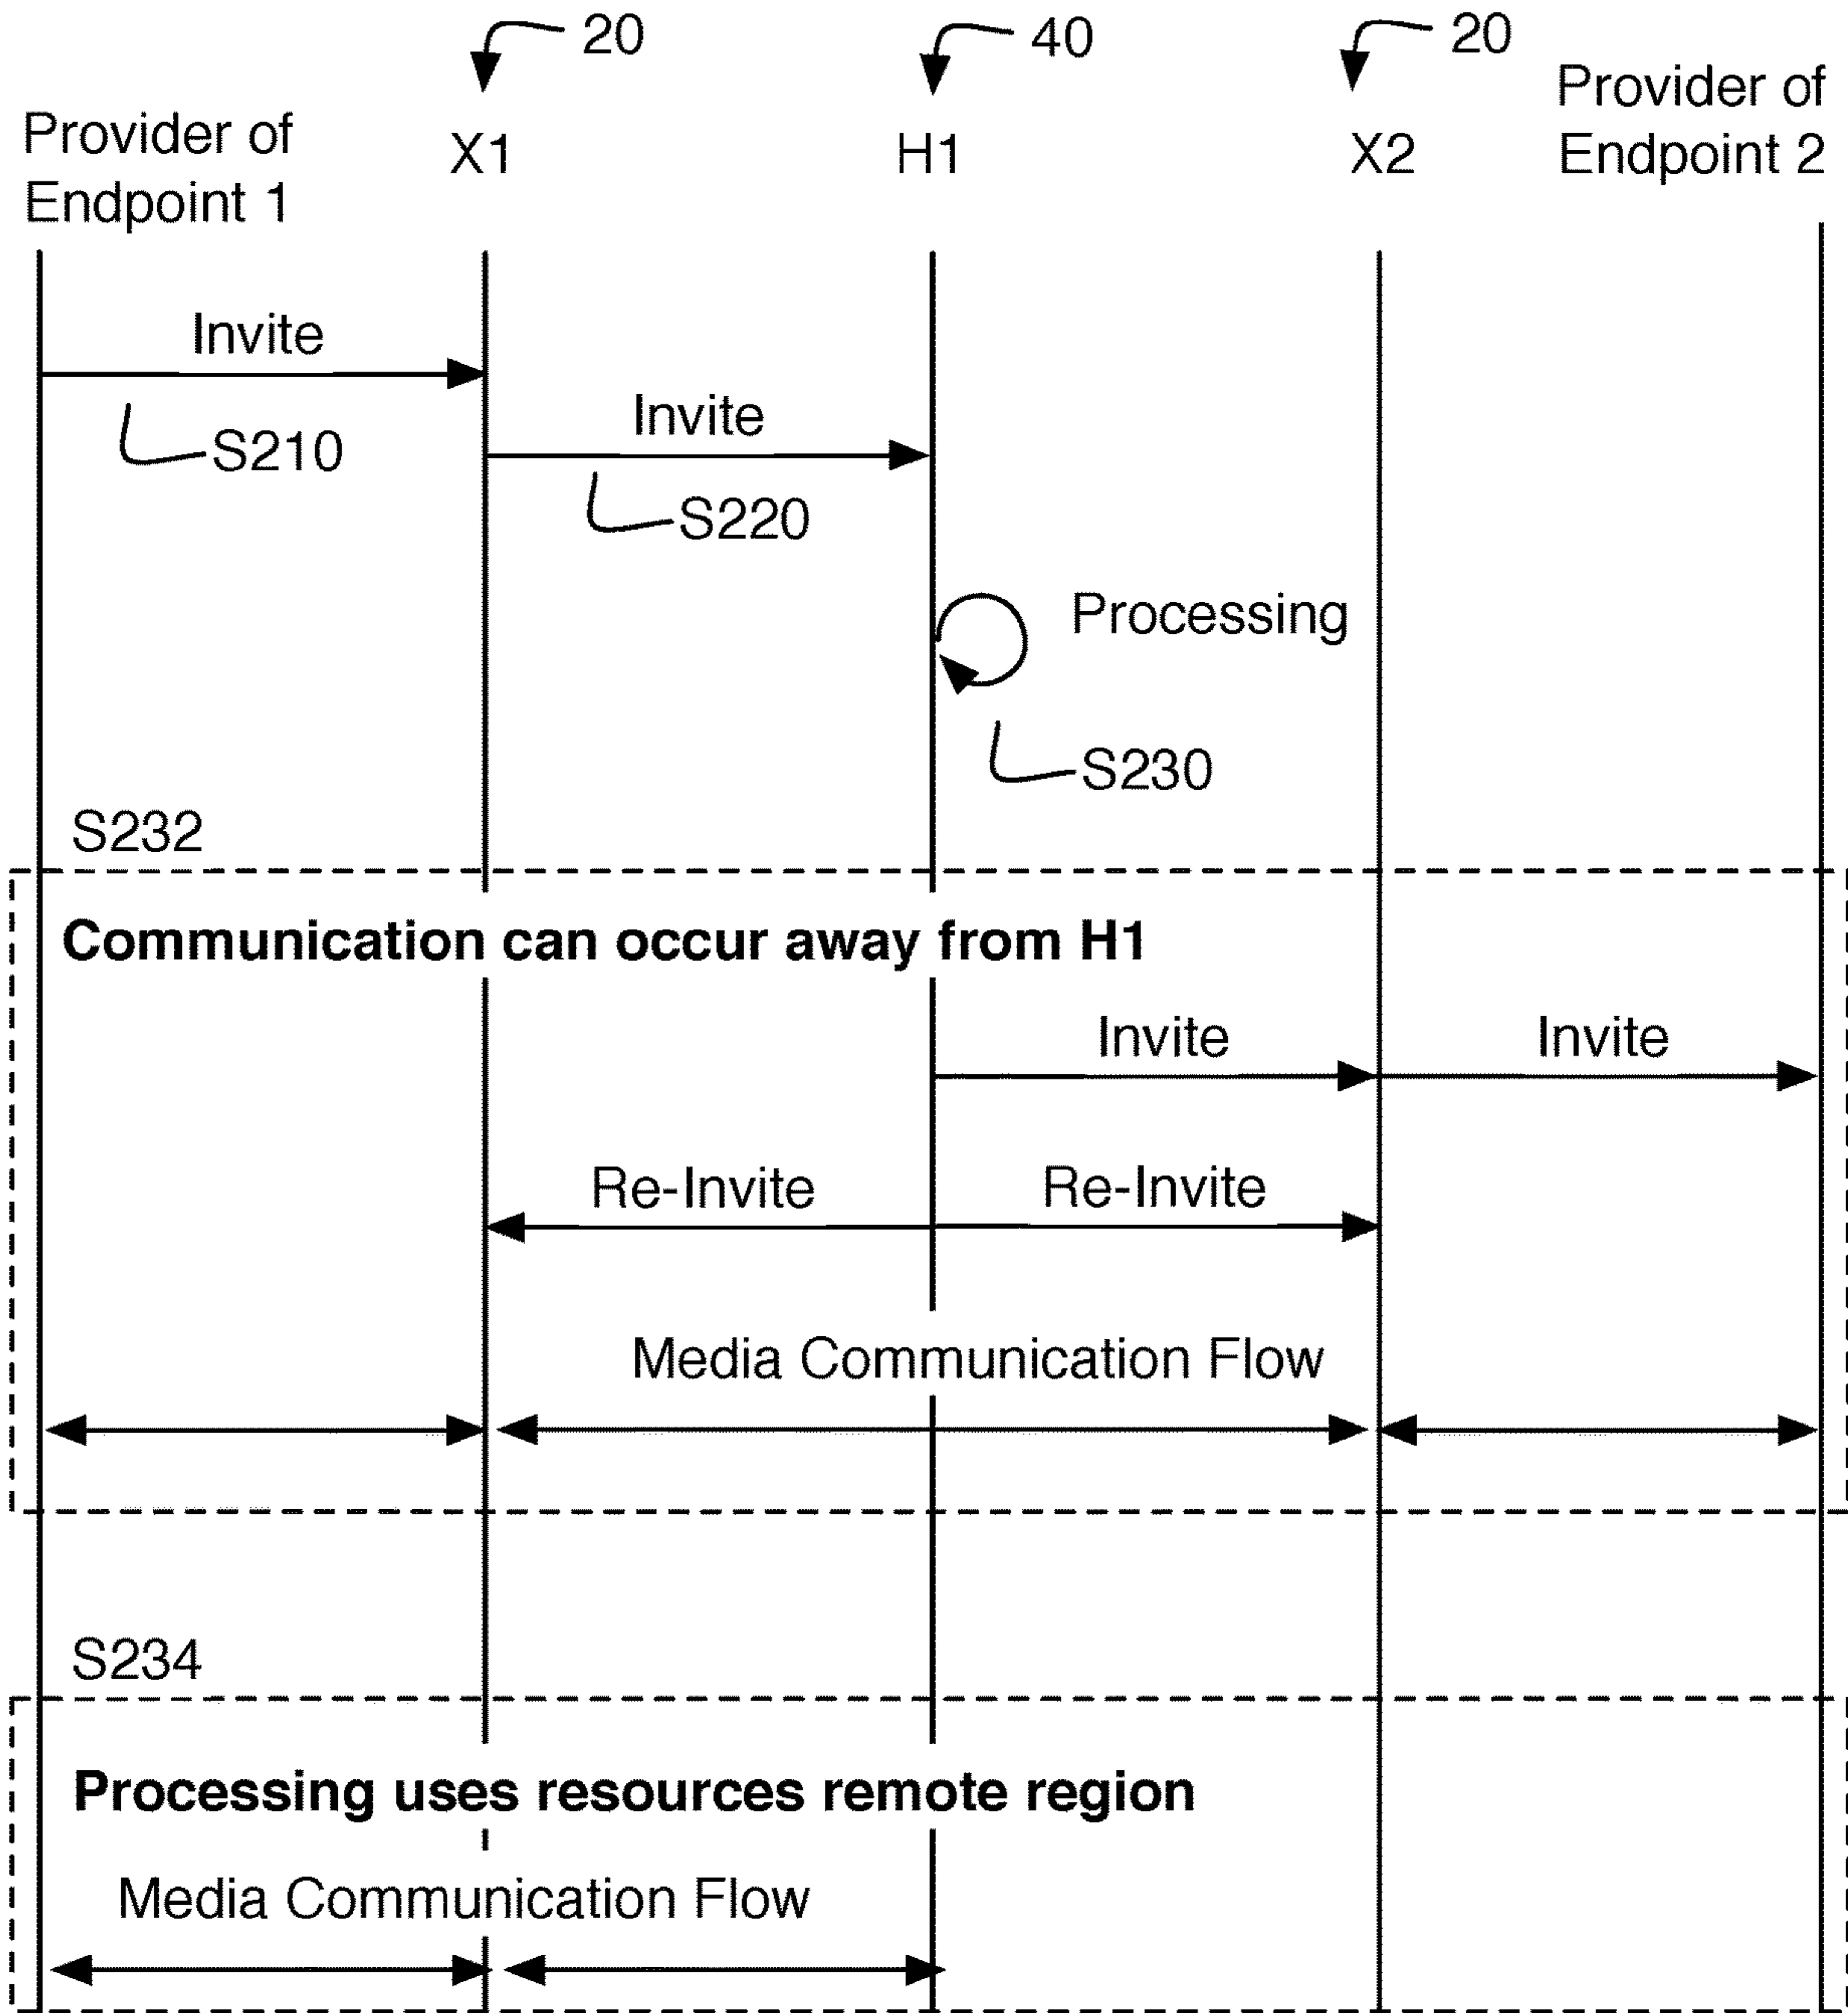 20
40
20
Provider of
Endpoint 1
X1
H1
X2
Provider of
Endpoint 2
Invite
S210
Invite
S220
Processing
S230
S232
Communication can occur away from H1
Invite
Invite
Re-Invite
Re-Invite
Media Communication Flow
S234
Processing uses resources remote region
Media Communication Flow